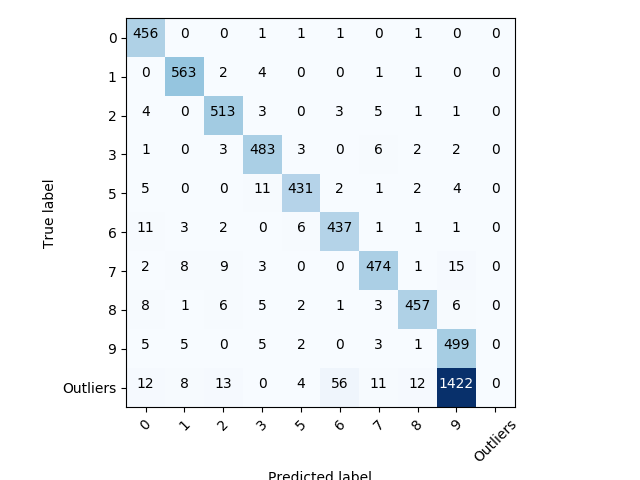 0 456 0 0 1 1 1 0 1 0 0
1 0 563 2 4 0 0 1 1 0 0
2 4 0 513 3 0 3 5 1 1 0
3 1 0 3 483 3 0 6 2 2 0
5 5 0 0 11 431 2 1 2 4 0
True label
6 11 3 2 0 6 437 1 1 1 0
7 2 8 9 3 0 0 474 1 15 0
8 8 1 6 5 2 1 3 457 6 0
9 5 5 0 5 2 0 3 1 499 0
Outliers 12 8 13 0 4 56 11 12 1422 0
0 1 2 3 5 6 7 8 9 Outliers
Predicted label